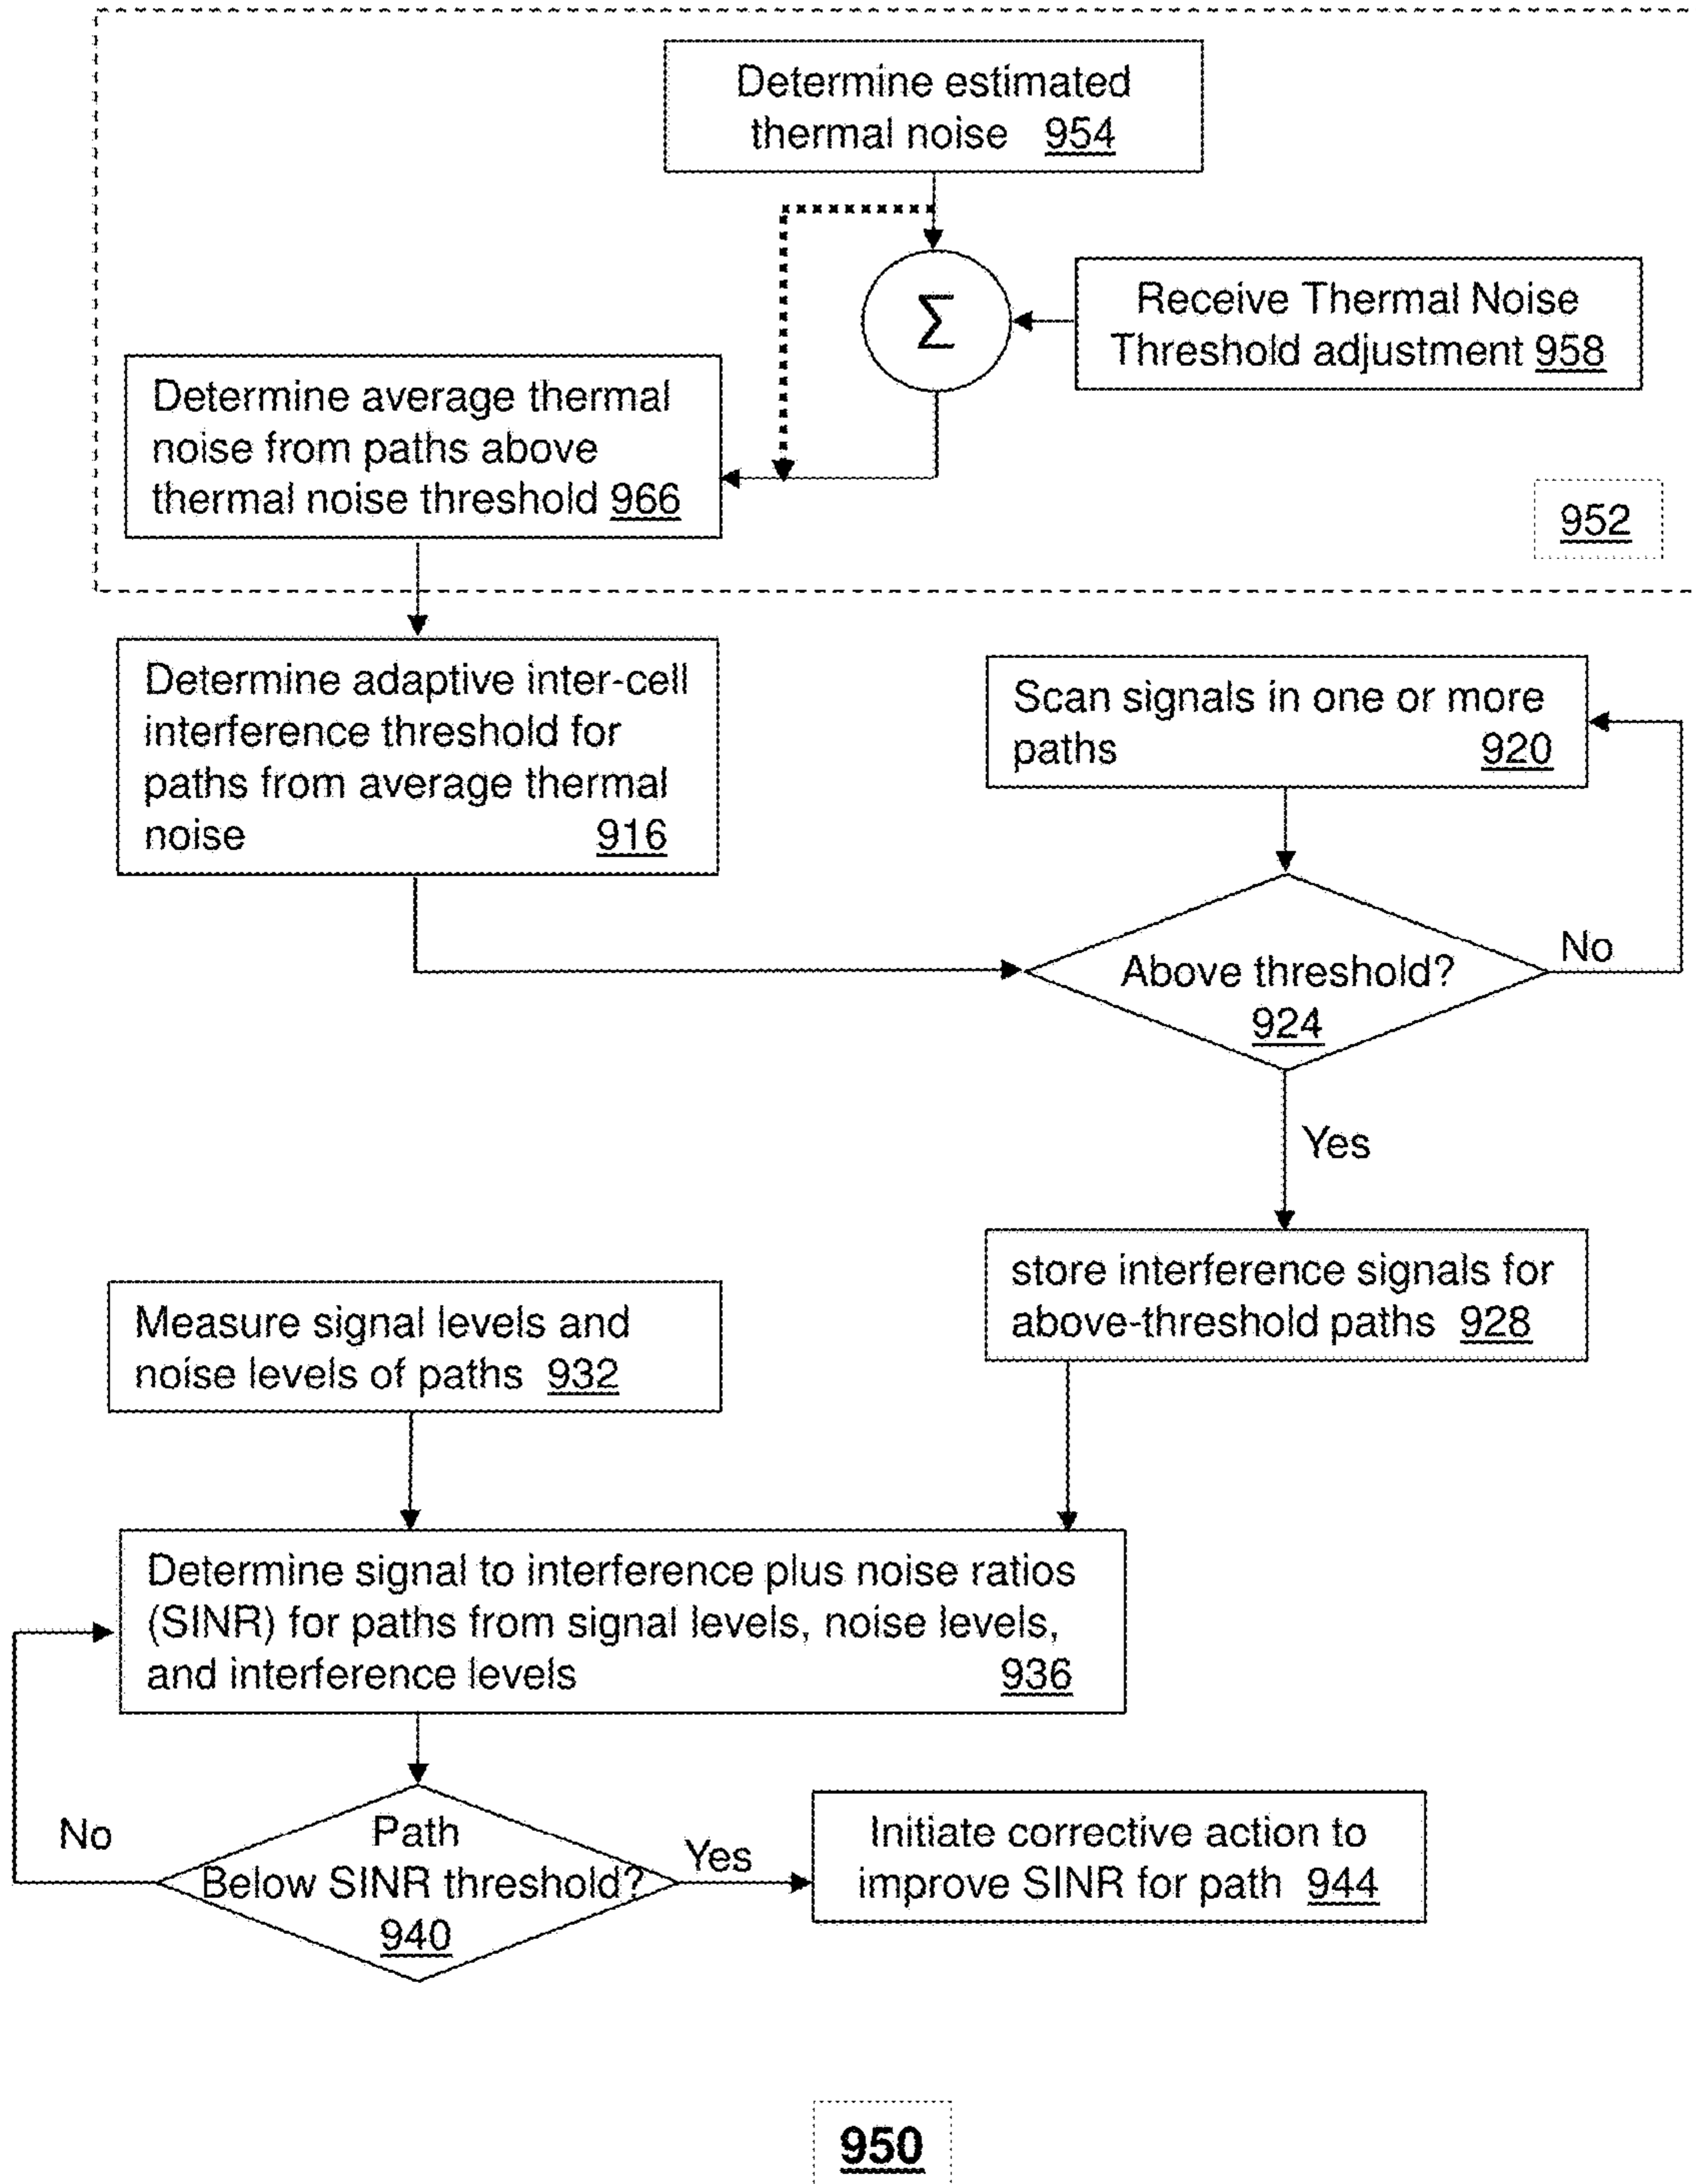 Determine estimated
thermal noise 954
Σ
Receive Thermal Noise
Threshold adjustment 958
Determine average thermal
noise from paths above
thermal noise threshold 966
952
Determine adaptive inter-cell
interference threshold for
paths from average thermal
noise 916
Scan signals in one or more
paths 920
Above threshold?
924
No
Yes
store interference signals for
above-threshold paths 928
Measure signal levels and
noise levels of paths 932
Determine signal to interference plus noise ratios
(SINR) for paths from signal levels, noise levels,
and interference levels 936
No
Path
Below SINR threshold?
940
Yes
Initiate corrective action to
improve SINR for path 944
950